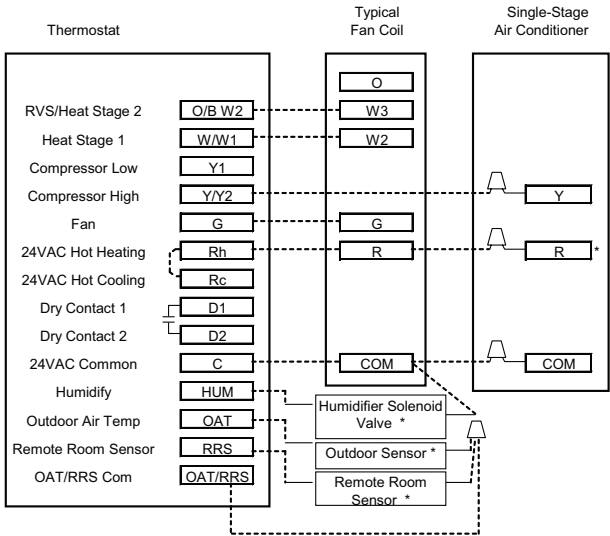 Thermostat
Typical
Fan Coil
Single-Stage
Air Conditioner
O
RVS/Heat Stage 2 O/B W2 W3
Heat Stage 1 W/W1 W2
Compressor Low Y1
Compressor High Y/Y2 Y
Fan G G
24VAC Hot Heating Rh R R *
24VAC Hot Cooling Rc
Dry Contact 1 D1
Dry Contact 2 D2
24VAC Common C COM COM
Humidify HUM
Humidifier Solenoid
Valve *
Outdoor Air Temp OAT
Outdoor Sensor *
Remote Room Sensor RRS
Remote Room
Sensor *
OAT/RRS Com OAT/RRS